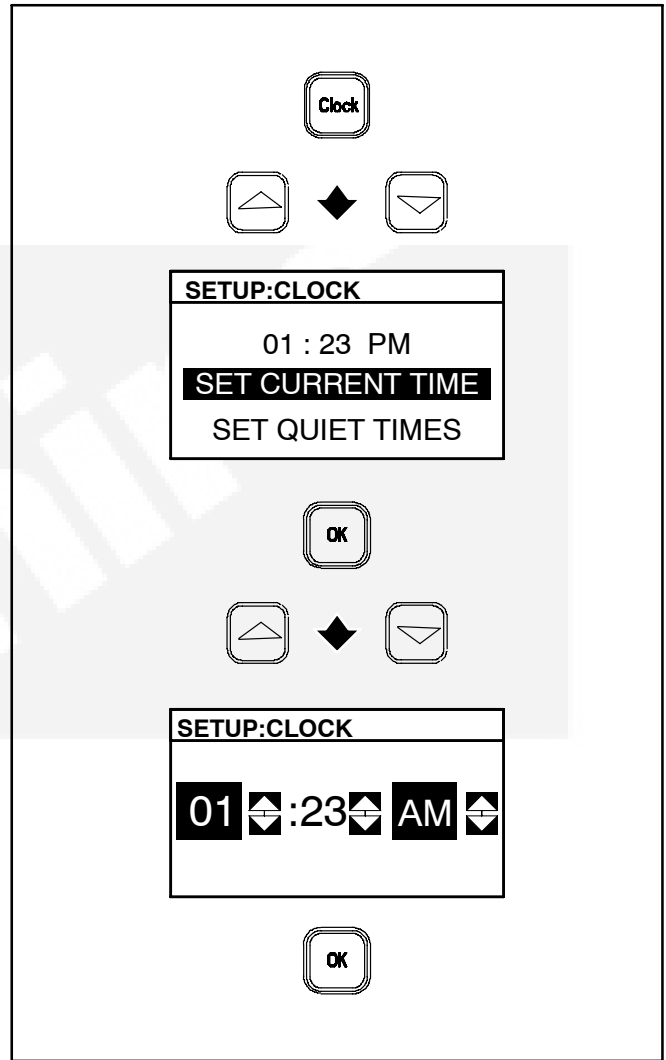 Clock
SETUP:CLOCK
01 : 23 PM
SET CURRENT TIME
SET QUIET TIMES
OK
SETUP:CLOCK
01 :23 AM
OK